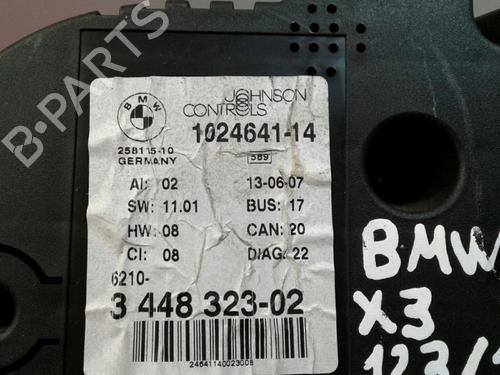 BMW
JOHNSON
CONTROLS
1024641-14
258115-10
GERMANY
589
AI: 02 13-06-07
SW: 11.01 BUS: 17
HW: 08 CAN: 20
CI: 08 DIAG: 22
6210-
3 448 323-02
24641140023008
BMW
X3
B-PARTS